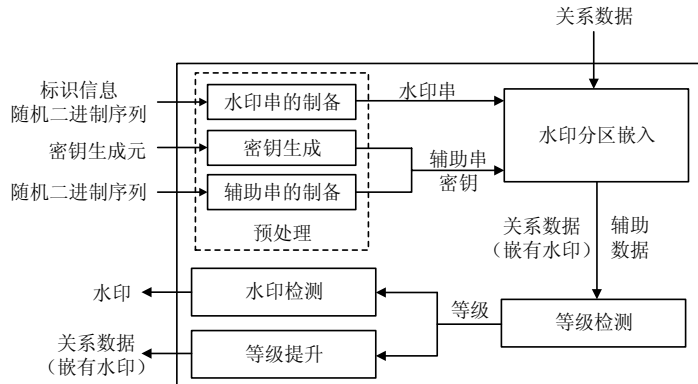 关系数据
标识信息
随机二进制序列
水印串的制备
水印串
密钥生成元
密钥生成
水印分区嵌入
辅助串
密钥
随机二进制序列
辅助串的制备
预处理
关系数据
（嵌有水印）
辅助
数据
水印
水印检测
等级
等级检测
关系数据
（嵌有水印）
等级提升